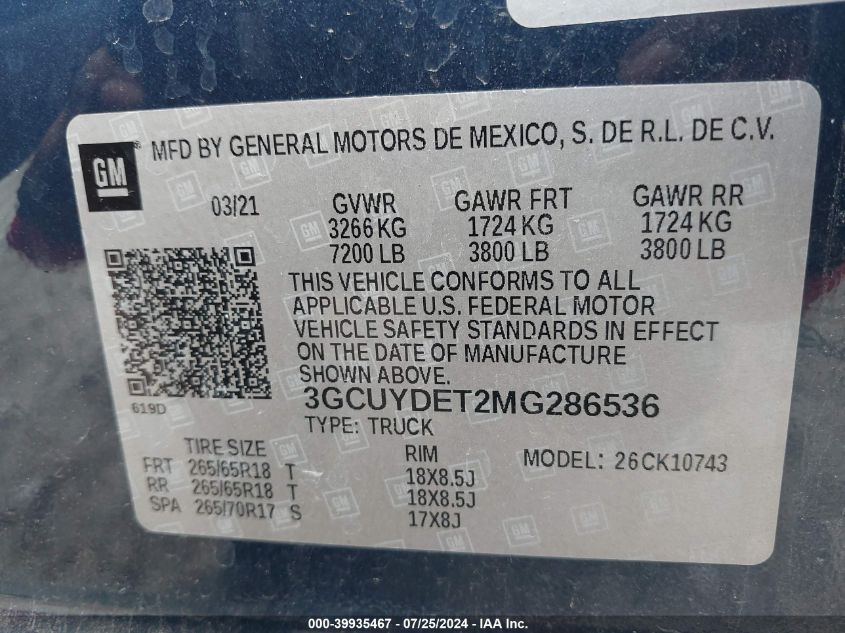 GM ® MFD BY GENERAL MOTORS DE MEXICO, S. DE R.L. DE C.V.
03/21 GVWR GAWR FRT GAWR RR
3266 KG 1724 KG 1724 KG
7200 LB 3800 LB 3800 LB
THIS VEHICLE CONFORMS TO ALL
APPLICABLE U.S. FEDERAL MOTOR
VEHICLE SAFETY STANDARDS IN EFFECT
ON THE DATE OF MANUFACTURE
SHOWN ABOVE.
619D 3GCUYDET2MG286536
TYPE: TRUCK
TIRE SIZE RIM MODEL: 26CK10743
FRT 265/65R18 T 18X8.5J
RR 265/65R18 T 18X8.5J
SPA 265/70R17 S 17X8J
000-39935467 - 07/25/2024 - IAA Inc.